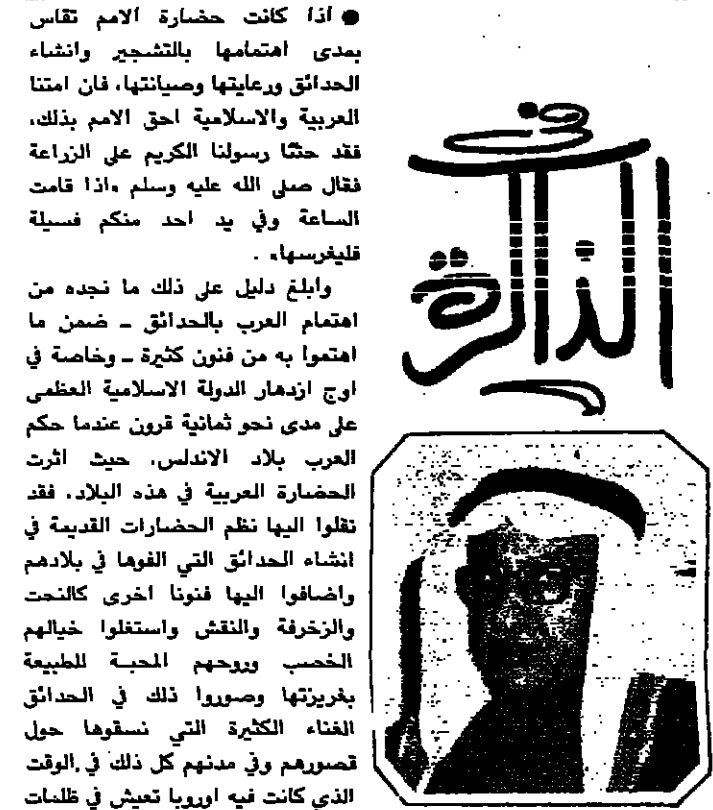 في
الذاكرة
● اذا كانت حضارة الامم تقاس
بمدى اهتمامها بالتشجير وانشاء
الحدائق ورعايتها وصيانتها، فان امتنا
العربية والاسلامية احق الامم بذلك،
فقد حثنا رسولنا الكريم على الزراعة
فقال صلى الله عليه وسلم «اذا قامت
الساعة وفي يد احد منكم فسيلة
فليغرسها» .
وابلغ دليل على ذلك ما نجده من
اهتمام العرب بالحدائق ــ ضمن ما
اهتموا به من فنون كثيرة ــ وخاصة في
اوج ازدهار الدولة الاسلامية العظمى
على مدى نحو ثمانية قرون عندما حكم
العرب بلاد الاندلس، حيث اثرت
الحضارة العربية في هذه البلاد، فقد
نقلوا اليها نظم الحضارات القديمة في
انشاء الحدائق التي الفوها في بلادهم
واضافوا اليها فنونا اخرى كالنحت
والزخرفة والنقش واستغلوا خيالهم
الخصب وروحهم المحبة للطبيعة
بغريزتها وصوروا ذلك في الحدائق
الغناء الكثيرة التي نسقوها حول
قصورهم وفي مدنهم كل ذلك في الوقت
الذي كانت فيه اوروبا تعيش في ظلمات